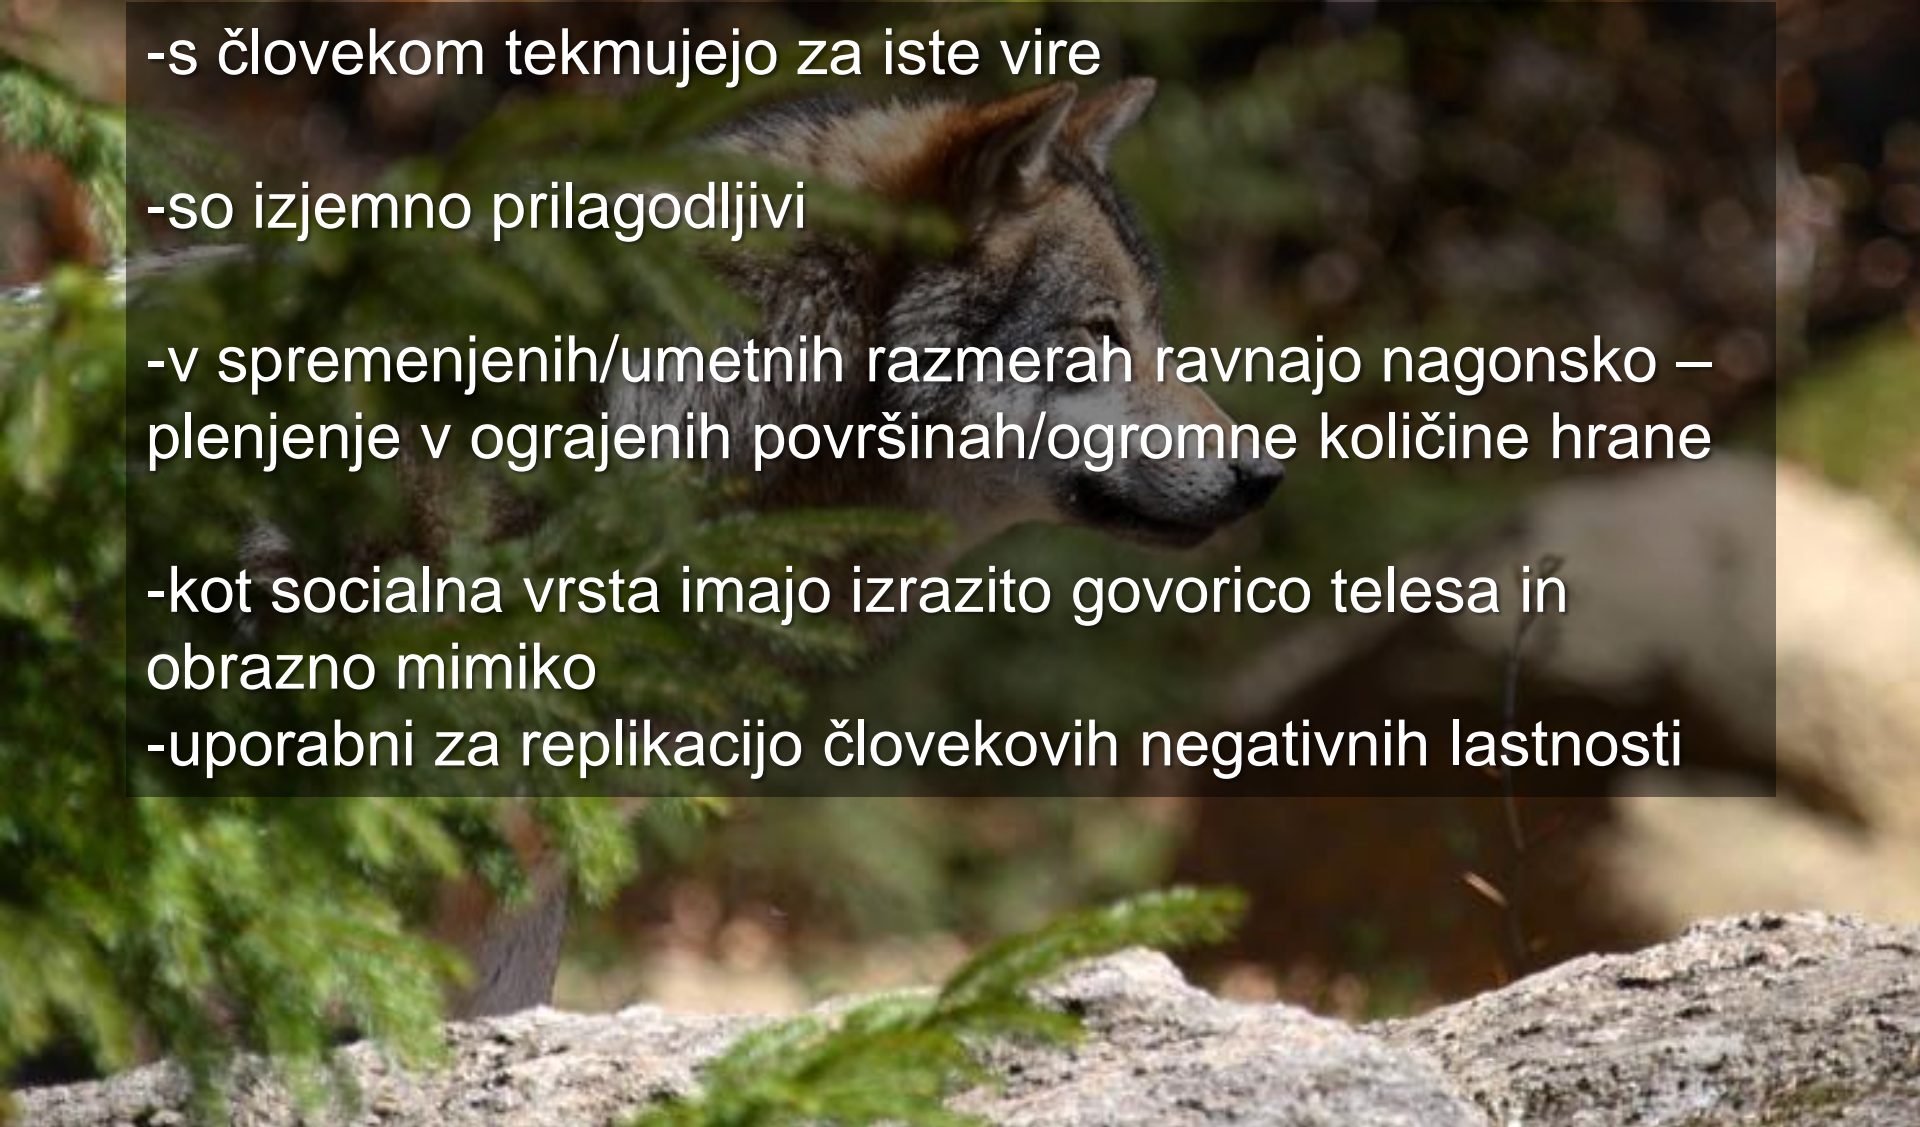 -s človekom tekmujejo za iste vire
-so izjemno prilagodljivi
-v spremenjenih/umetnih razmerah ravnajo nagonsko –
plenjenje v ograjenih površinah/ogromne količine hrane
-kot socialna vrsta imajo izrazito govorico telesa in
obrazno mimiko
-uporabni za replikacijo človekovih negativnih lastnosti